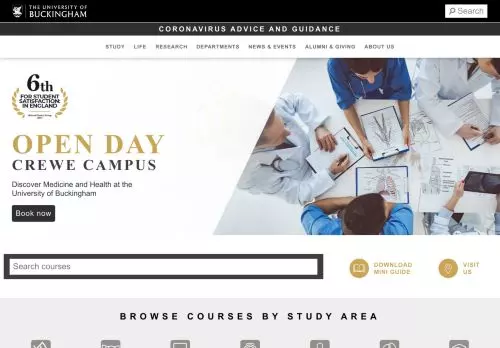 THE UNIVERSITY OF
BUCKINGHAM
Search
CORONAVIRUS ADVICE AND GUIDANCE
STUDY LIFE RESEARCH DEPARTMENTS NEWS & EVENTS ALUMNI & GIVING ABOUT US
6th
FOR STUDENT
SATISFACTION
IN ENGLAND
OPEN DAY
CREWE CAMPUS
Discover Medicine and Health at the
University of Buckingham
Book now
Search courses
DOWNLOAD
MINI GUIDE
VISIT
US
BROWSE COURSES BY STUDY AREA